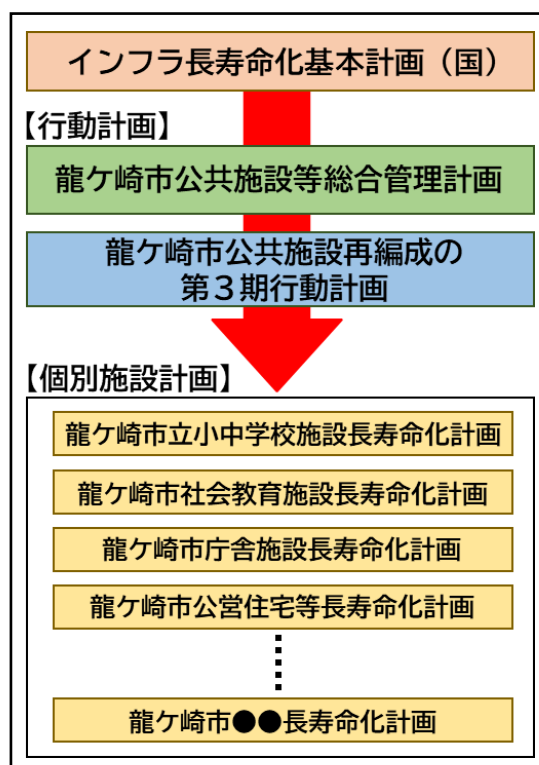 インフラ長寿命化基本計画（国）
【行動計画】
龍ケ崎市公共施設等総合管理計画
龍ケ崎市公共施設再編成の
第３期行動計画
【個別施設計画】
龍ケ崎市立小中学校施設長寿命化計画
龍ケ崎市社会教育施設長寿命化計画
龍ケ崎市庁舎施設長寿命化計画
龍ケ崎市公営住宅等長寿命化計画
龍ケ崎市●●長寿命化計画